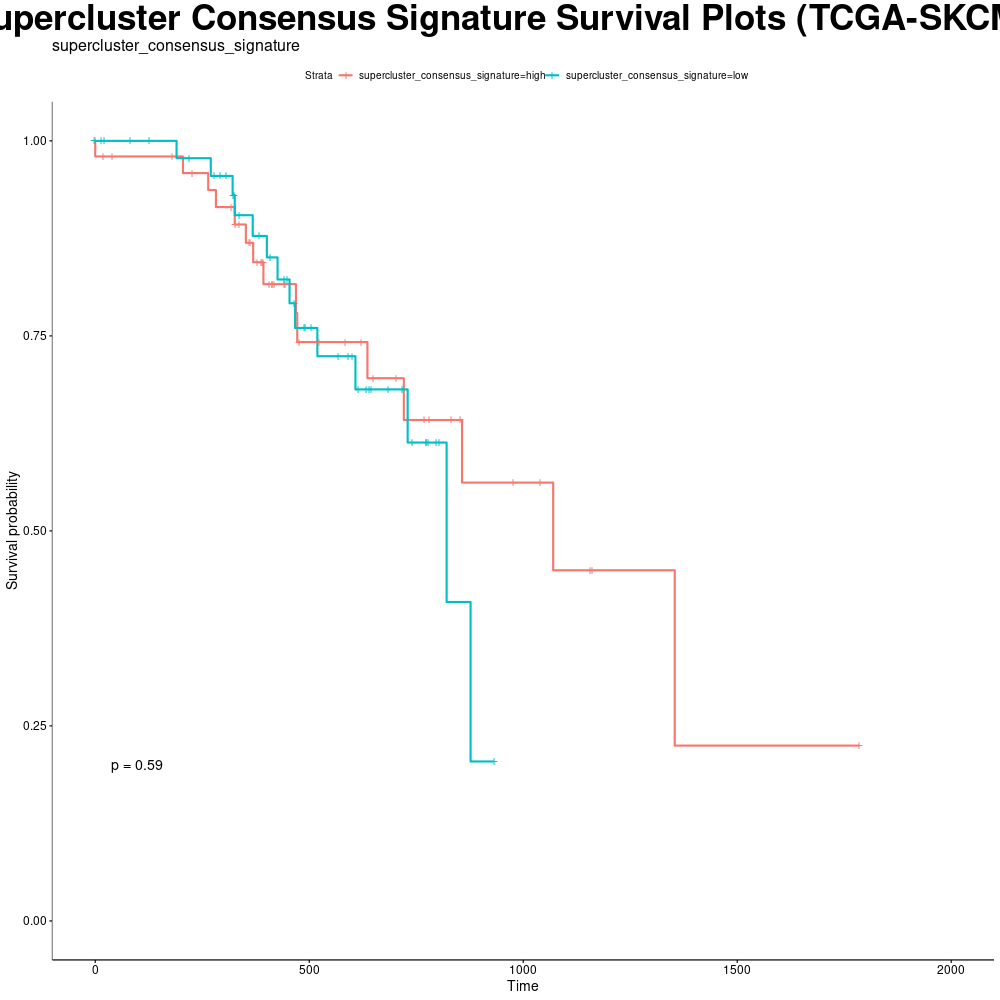 upercluster Consensus Signature Survival Plots (TCGA-SKCM
supercluster_consensus_signature
Strata supercluster_consensus_signature=high supercluster_consensus_signature=low
1.00
0.75
0.50
0.25
0.00
Survival probability
p = 0.59
0 500 1000 1500 2000
Time